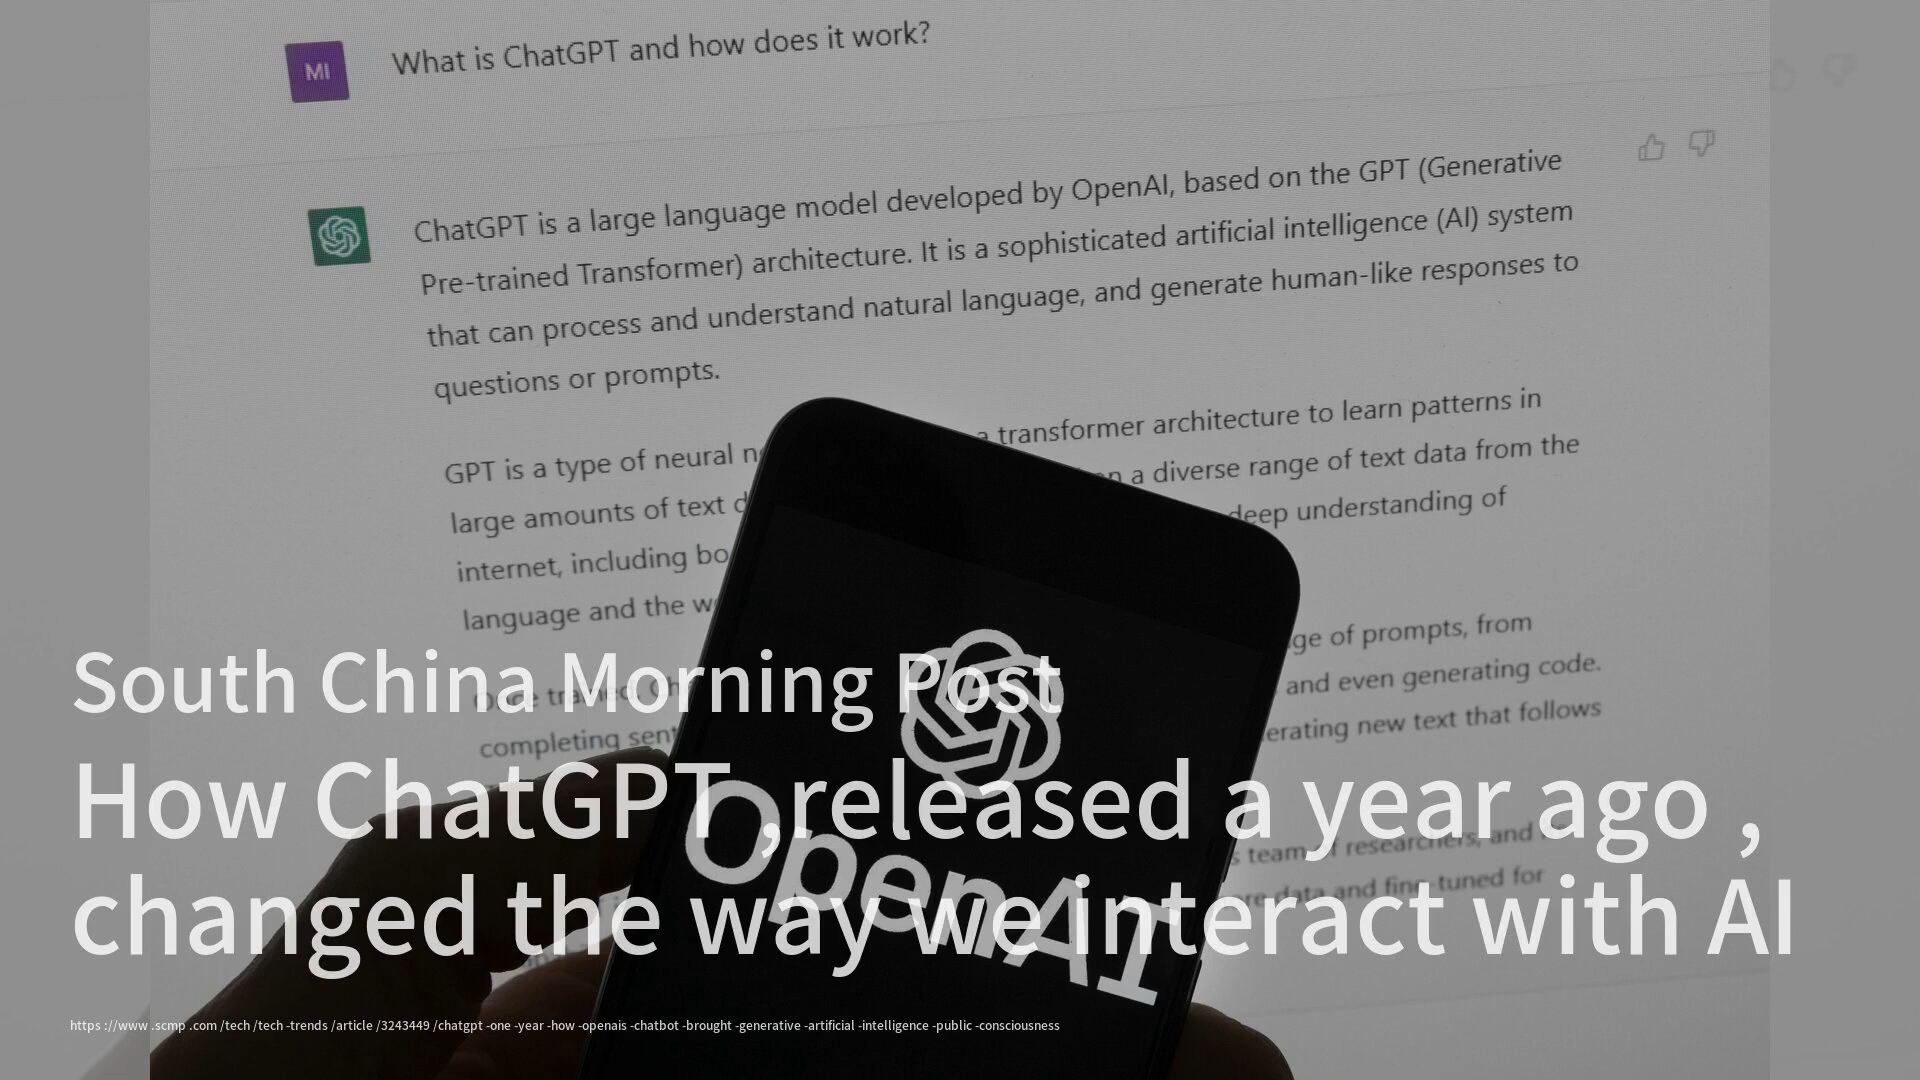 MI
What is ChatGPT and how does it work?
ChatGPT is a large language model developed by OpenAI, based on the GPT (Generative
Pre-trained Transformer) architecture. It is a sophisticated artificial intelligence (AI) system
that can process and understand natural language, and generate human-like responses to
questions or prompts.
GPT is a type of neural a transformer architecture to learn patterns in
large amounts of text a diverse range of text data from the
internet, including deep understanding of
language and the
of prompts, from
Once and even generating code.
completing new text that follows
team of researchers, and
data and fine-tuned for
OpenAI
South China Morning Post
How ChatGPT ,released a year ago ,
changed the way we interact with AI
https ://www .scmp .com /tech /tech -trends /article /3243449 /chatgpt -one -year -how -openais -chatbot -brought -generative -artificial -intelligence -public -consciousness